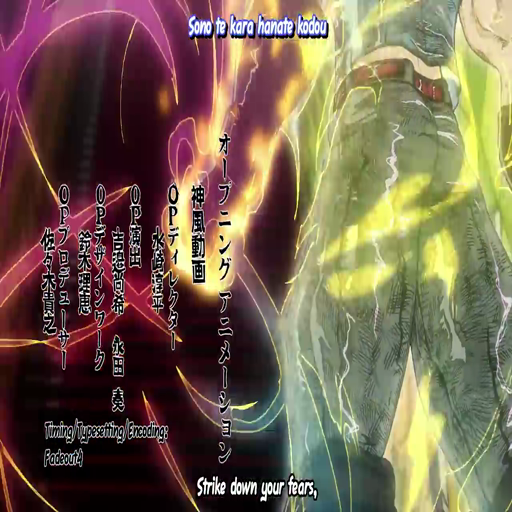 Sono te kara hanate kodou
オープニングアニメーション
神風動画
OPディレクター
水﨑淳平
OP演出
吉邉尚希 永田 奏
OPデザインワーク
鈴木理恵
OPプロデューサー
佐々木貴之
Timing/Typesetting/Encoding:
Fadeout4
Strike down your fears,